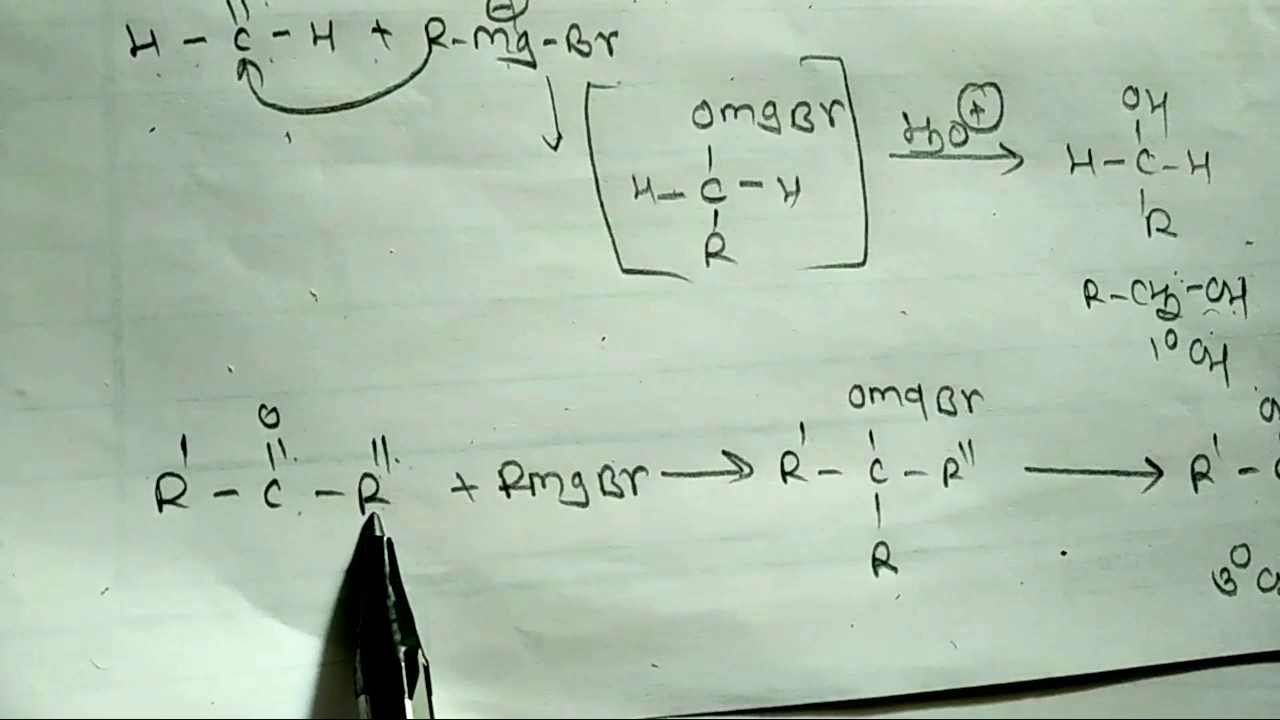 H - C - H + R - Mg - Br
OMgBr
H - C - H
R
H3O +
OH
H - C - H
R
R - CH2 - OH
1° OH
O
R' - C - R'' + RMgBr → R' - C - R'' → R' -
OMgBr
R
3°